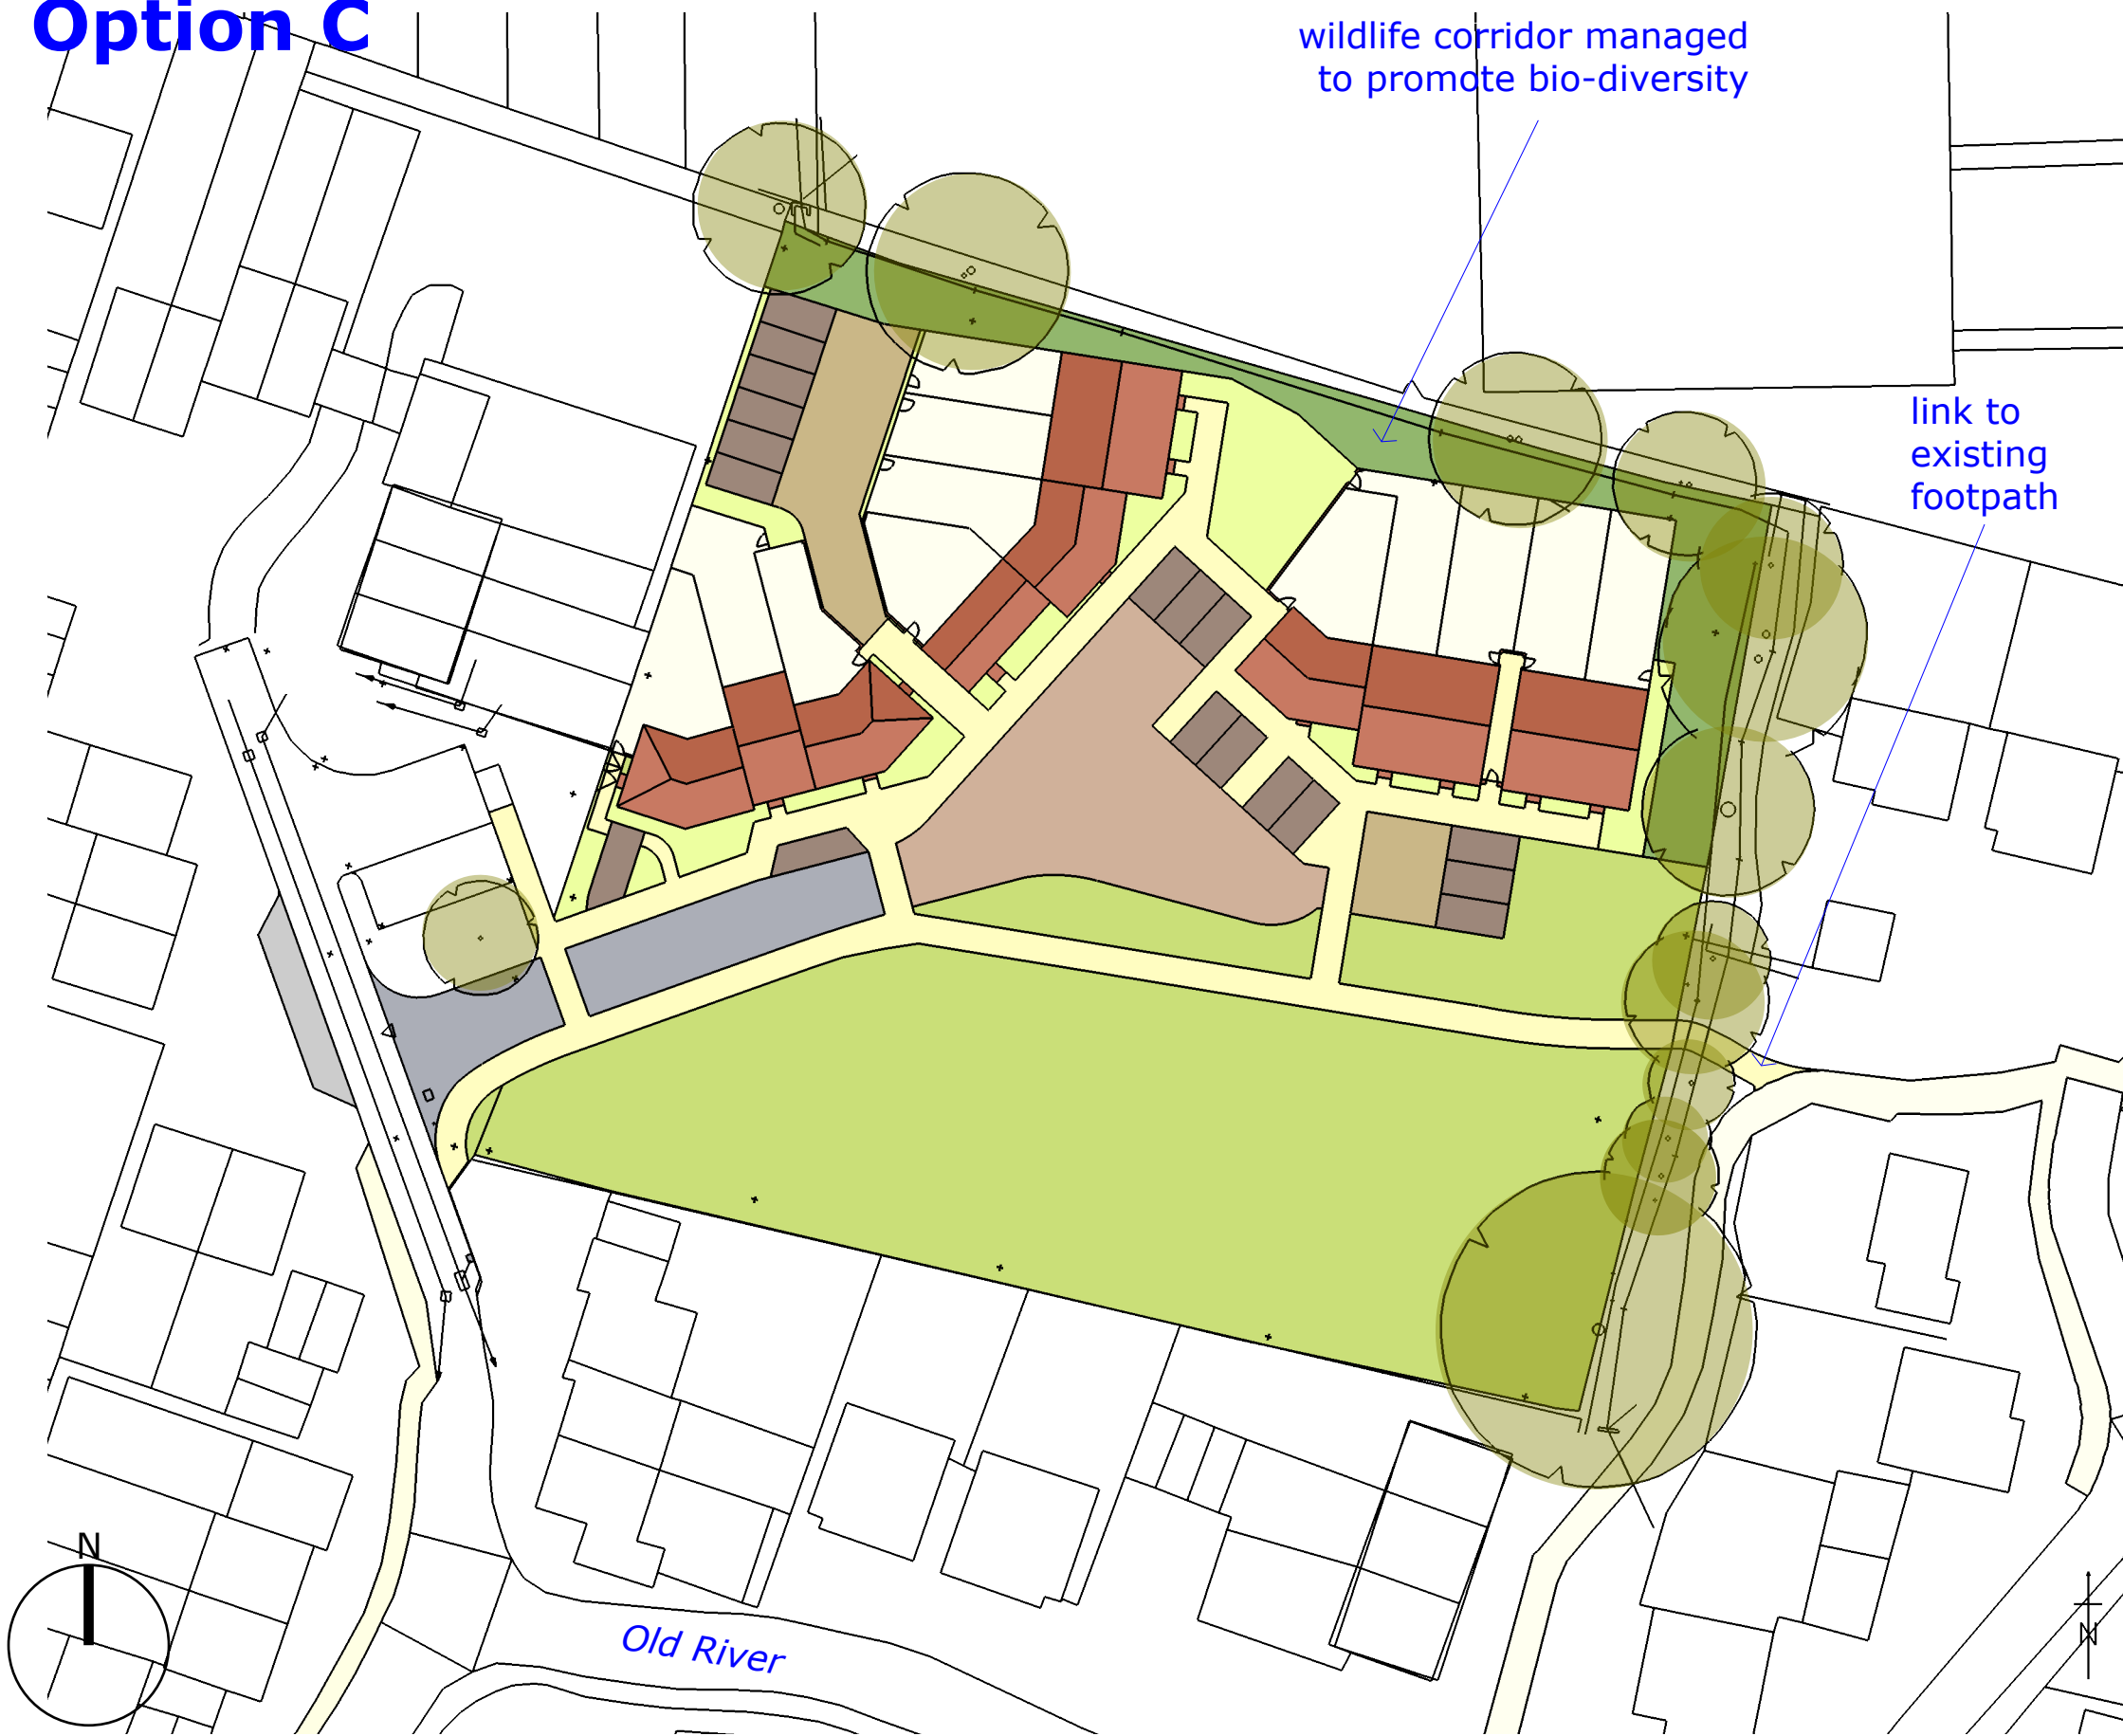 Option C
wildlife corridor managed
to promote bio-diversity
link to
existing
footpath
N
Old River
N